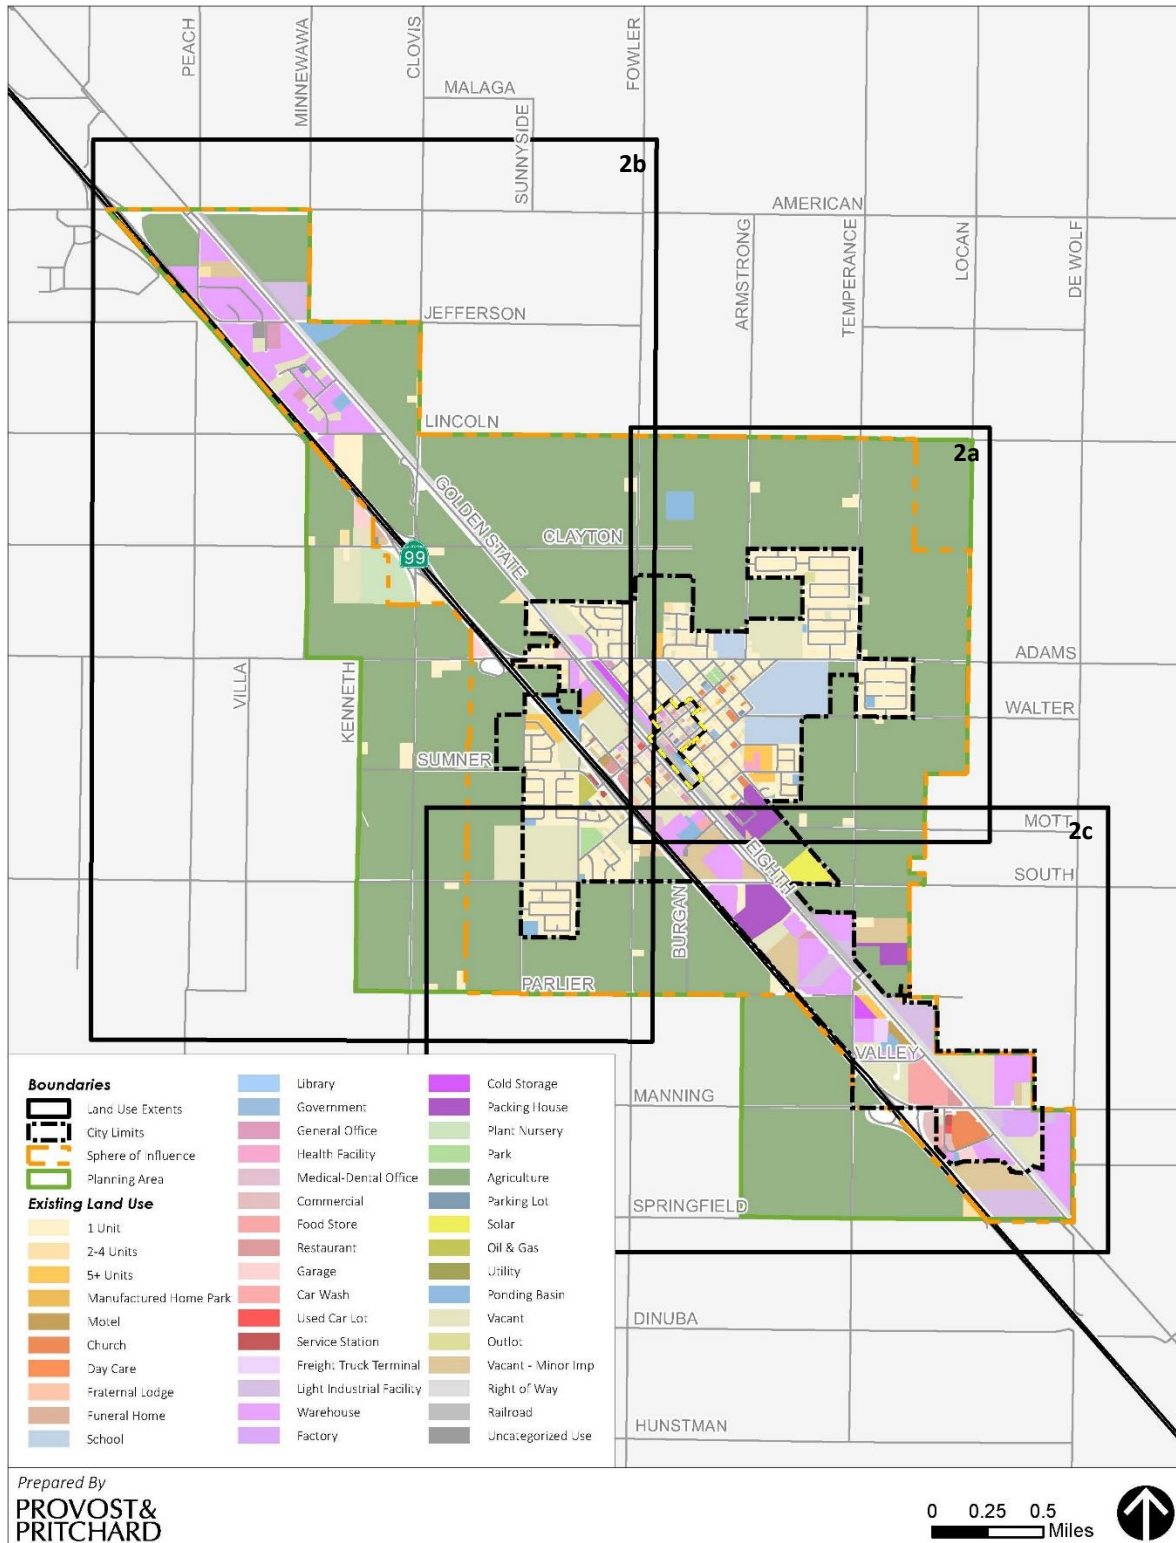 PEACH
MINNEWAWA
CLOVIS
FOWLER
MALAGA
SUNNYSIDE
2b
AMERICAN
ARMSTRONG
TEMPERANCE
LOCAN
DE WOLF
JEFFERSON
LINCOLN
2a
GOLDEN STATE
CLAYTON
99
ADAMS
VILLA
KENNETH
WALTER
SUMNER
MOTT
2c
EIGHTH
SOUTH
BURGAN
PARLIER
VALLEY
MANNING
SPRINGFIELD
DINUBA
HUNSTMAN
Boundaries
Land Use Extents
City Limits
Sphere of Influence
Planning Area
Existing Land Use
1 Unit
2-4 Units
5+ Units
Manufactured Home Park
Motel
Church
Day Care
Fraternal Lodge
Funeral Home
School
Library
Government
General Office
Health Facility
Medical-Dental Office
Commercial
Food Store
Restaurant
Garage
Car Wash
Used Car Lot
Service Station
Freight Truck Terminal
Light Industrial Facility
Warehouse
Factory
Cold Storage
Packing House
Plant Nursery
Park
Agriculture
Parking Lot
Solar
Oil & Gas
Utility
Ponding Basin
Vacant
Outlot
Vacant - Minor Imp
Right of Way
Railroad
Uncategorized Use
Prepared By
PROVOST&
PRITCHARD
0 0.25 0.5
Miles